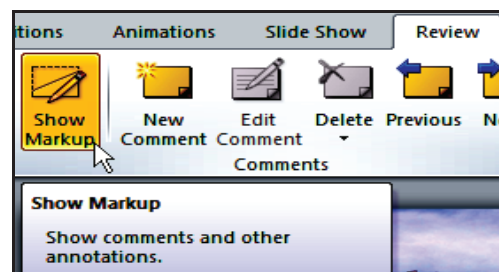 Animations Slide Show Review
Show Markup
New Comment
Edit Comment
Delete
Previous
Comments
Show Markup
Show comments and other
annotations.